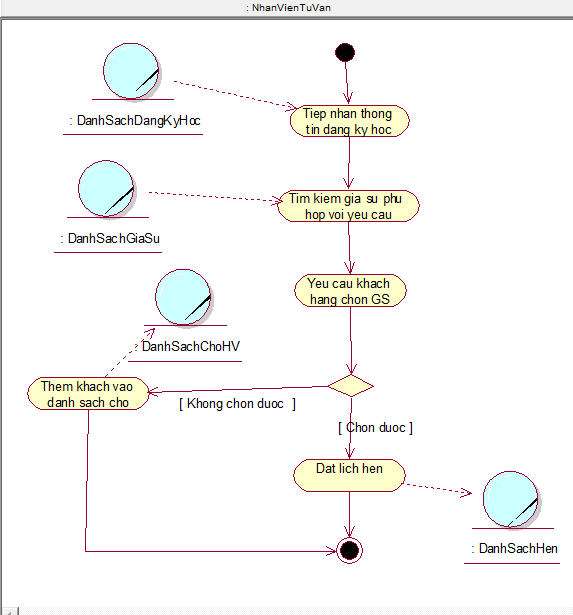 : NhanVienTuVan
Tiep nhan thong
tin dang ky hoc
: DanhSachDangKyHoc
Tim kiem gia su phu
hop voi yeu cau
: DanhSachGiaSu
Yeu cau khach
hang chon GS
: DanhSachChoHV
Them khach vao
danh sach cho
[ Khong chon duoc ]
[ Chon duoc ]
Dat lich hen
: DanhSachHen